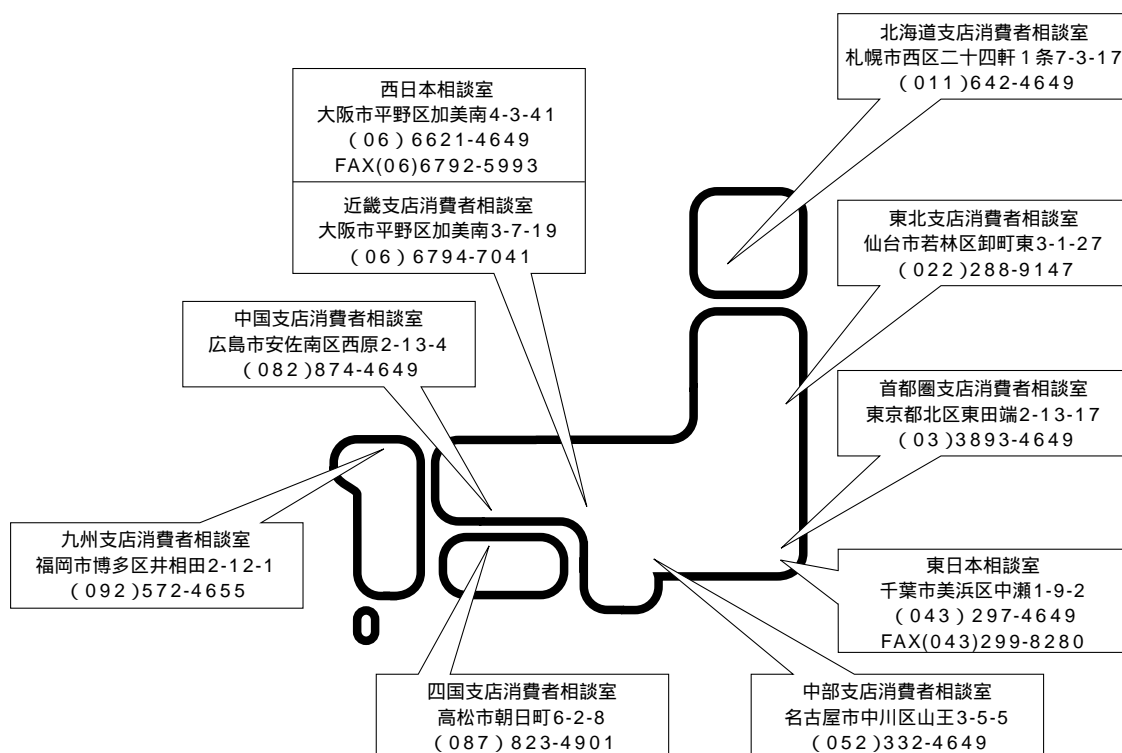 北海道支店消費者相談室
札幌市西区二十四軒１条7-3-17
(011)642-4649
西日本相談室
大阪市平野区加美南4-3-41
(06)6621-4649
FAX(06)6792-5993
近畿支店消費者相談室
大阪市平野区加美南3-7-19
(06)6794-7041
東北支店消費者相談室
仙台市若林区卸町東3-1-27
(022)288-9147
中国支店消費者相談室
広島市安佐南区西原2-13-4
(082)874-4649
首都圏支店消費者相談室
東京都北区東田端2-13-17
(03)3893-4649
九州支店消費者相談室
福岡市博多区井相田2-12-1
(092)572-4655
東日本相談室
千葉市美浜区中瀬1-9-2
(043)297-4649
FAX(043)299-8280
四国支店消費者相談室
高松市朝日町6-2-8
(087)823-4901
中部支店消費者相談室
名古屋市中川区山王3-5-5
(052)332-4649